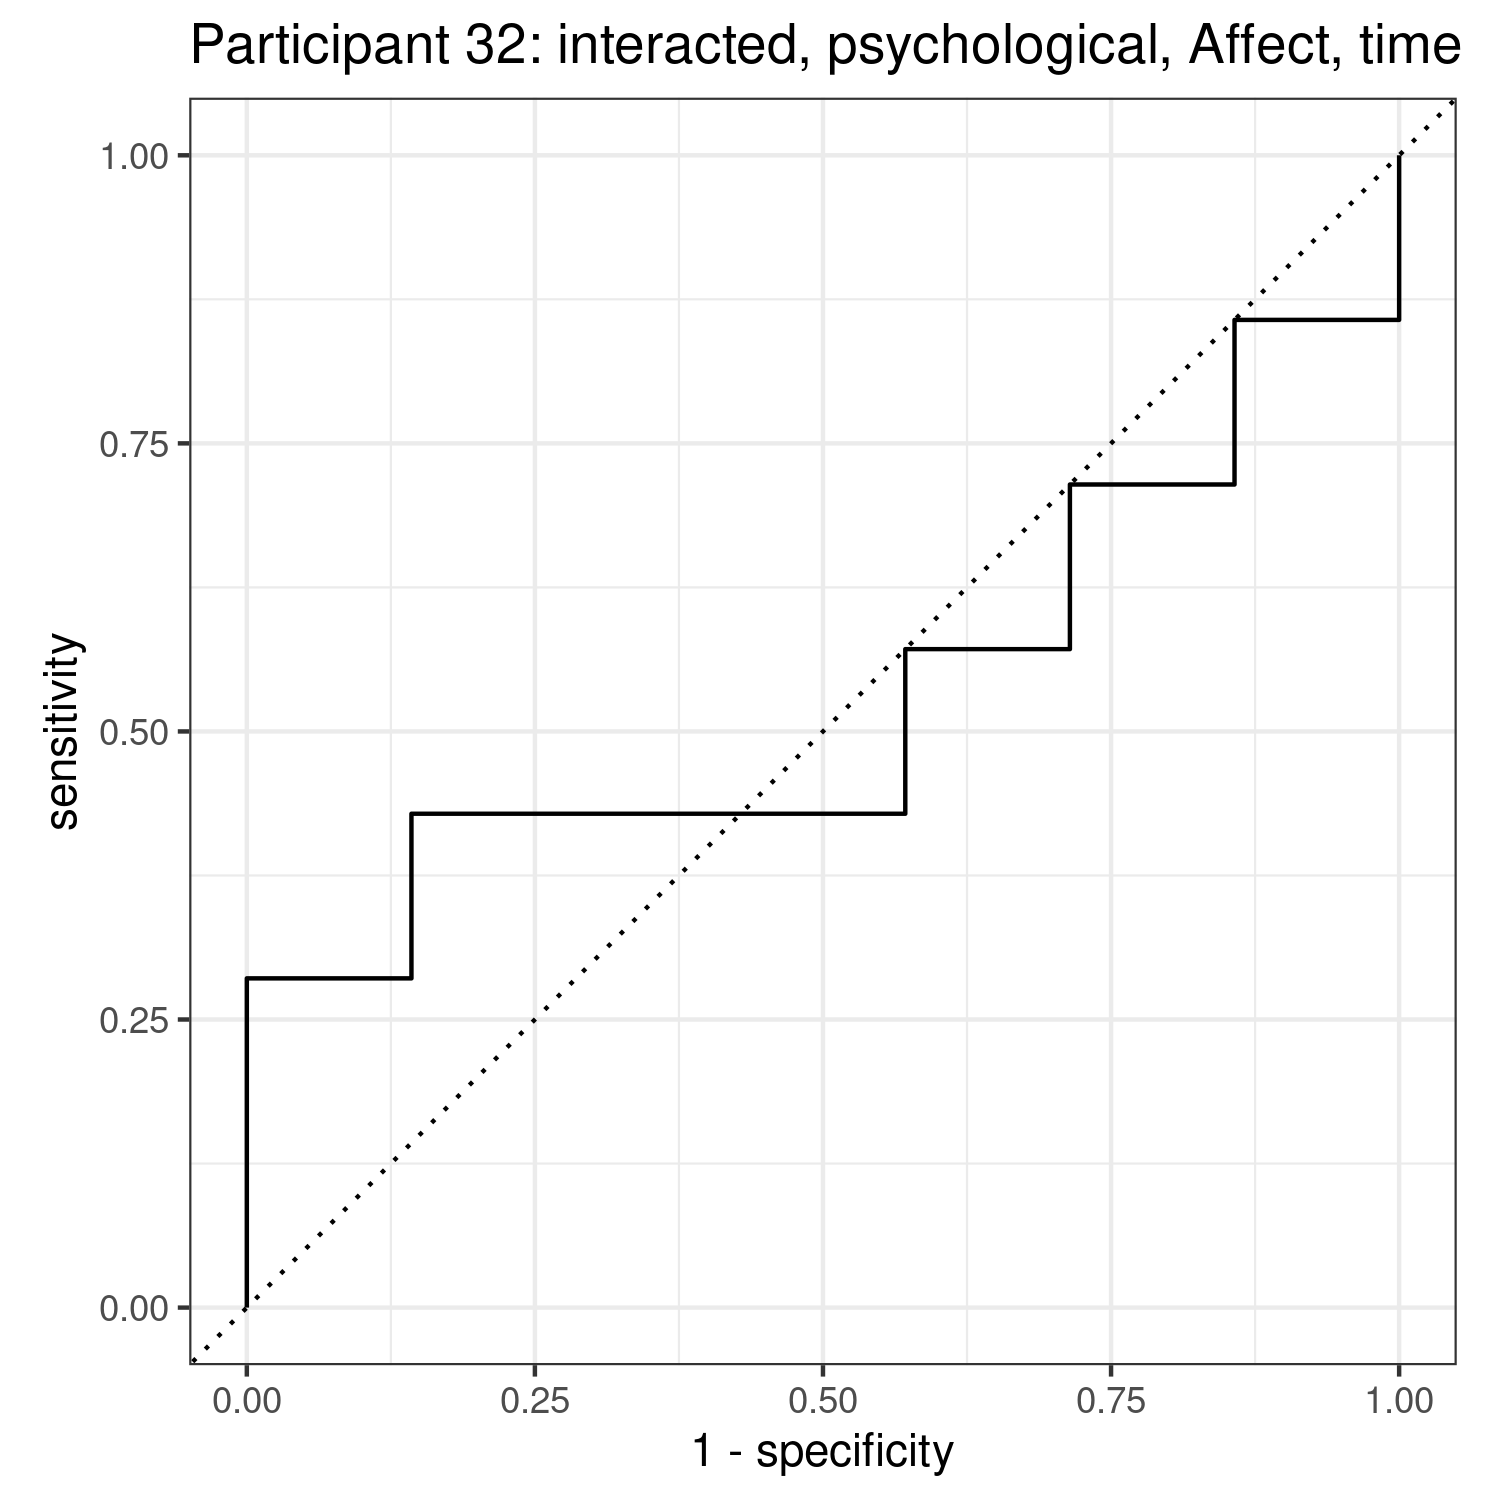 Participant 32: interacted, psychological, Affect, time
1.00
0.75
0.50
0.25
0.00
sensitivity
0.00 0.25 0.50 0.75 1.00
1 - specificity